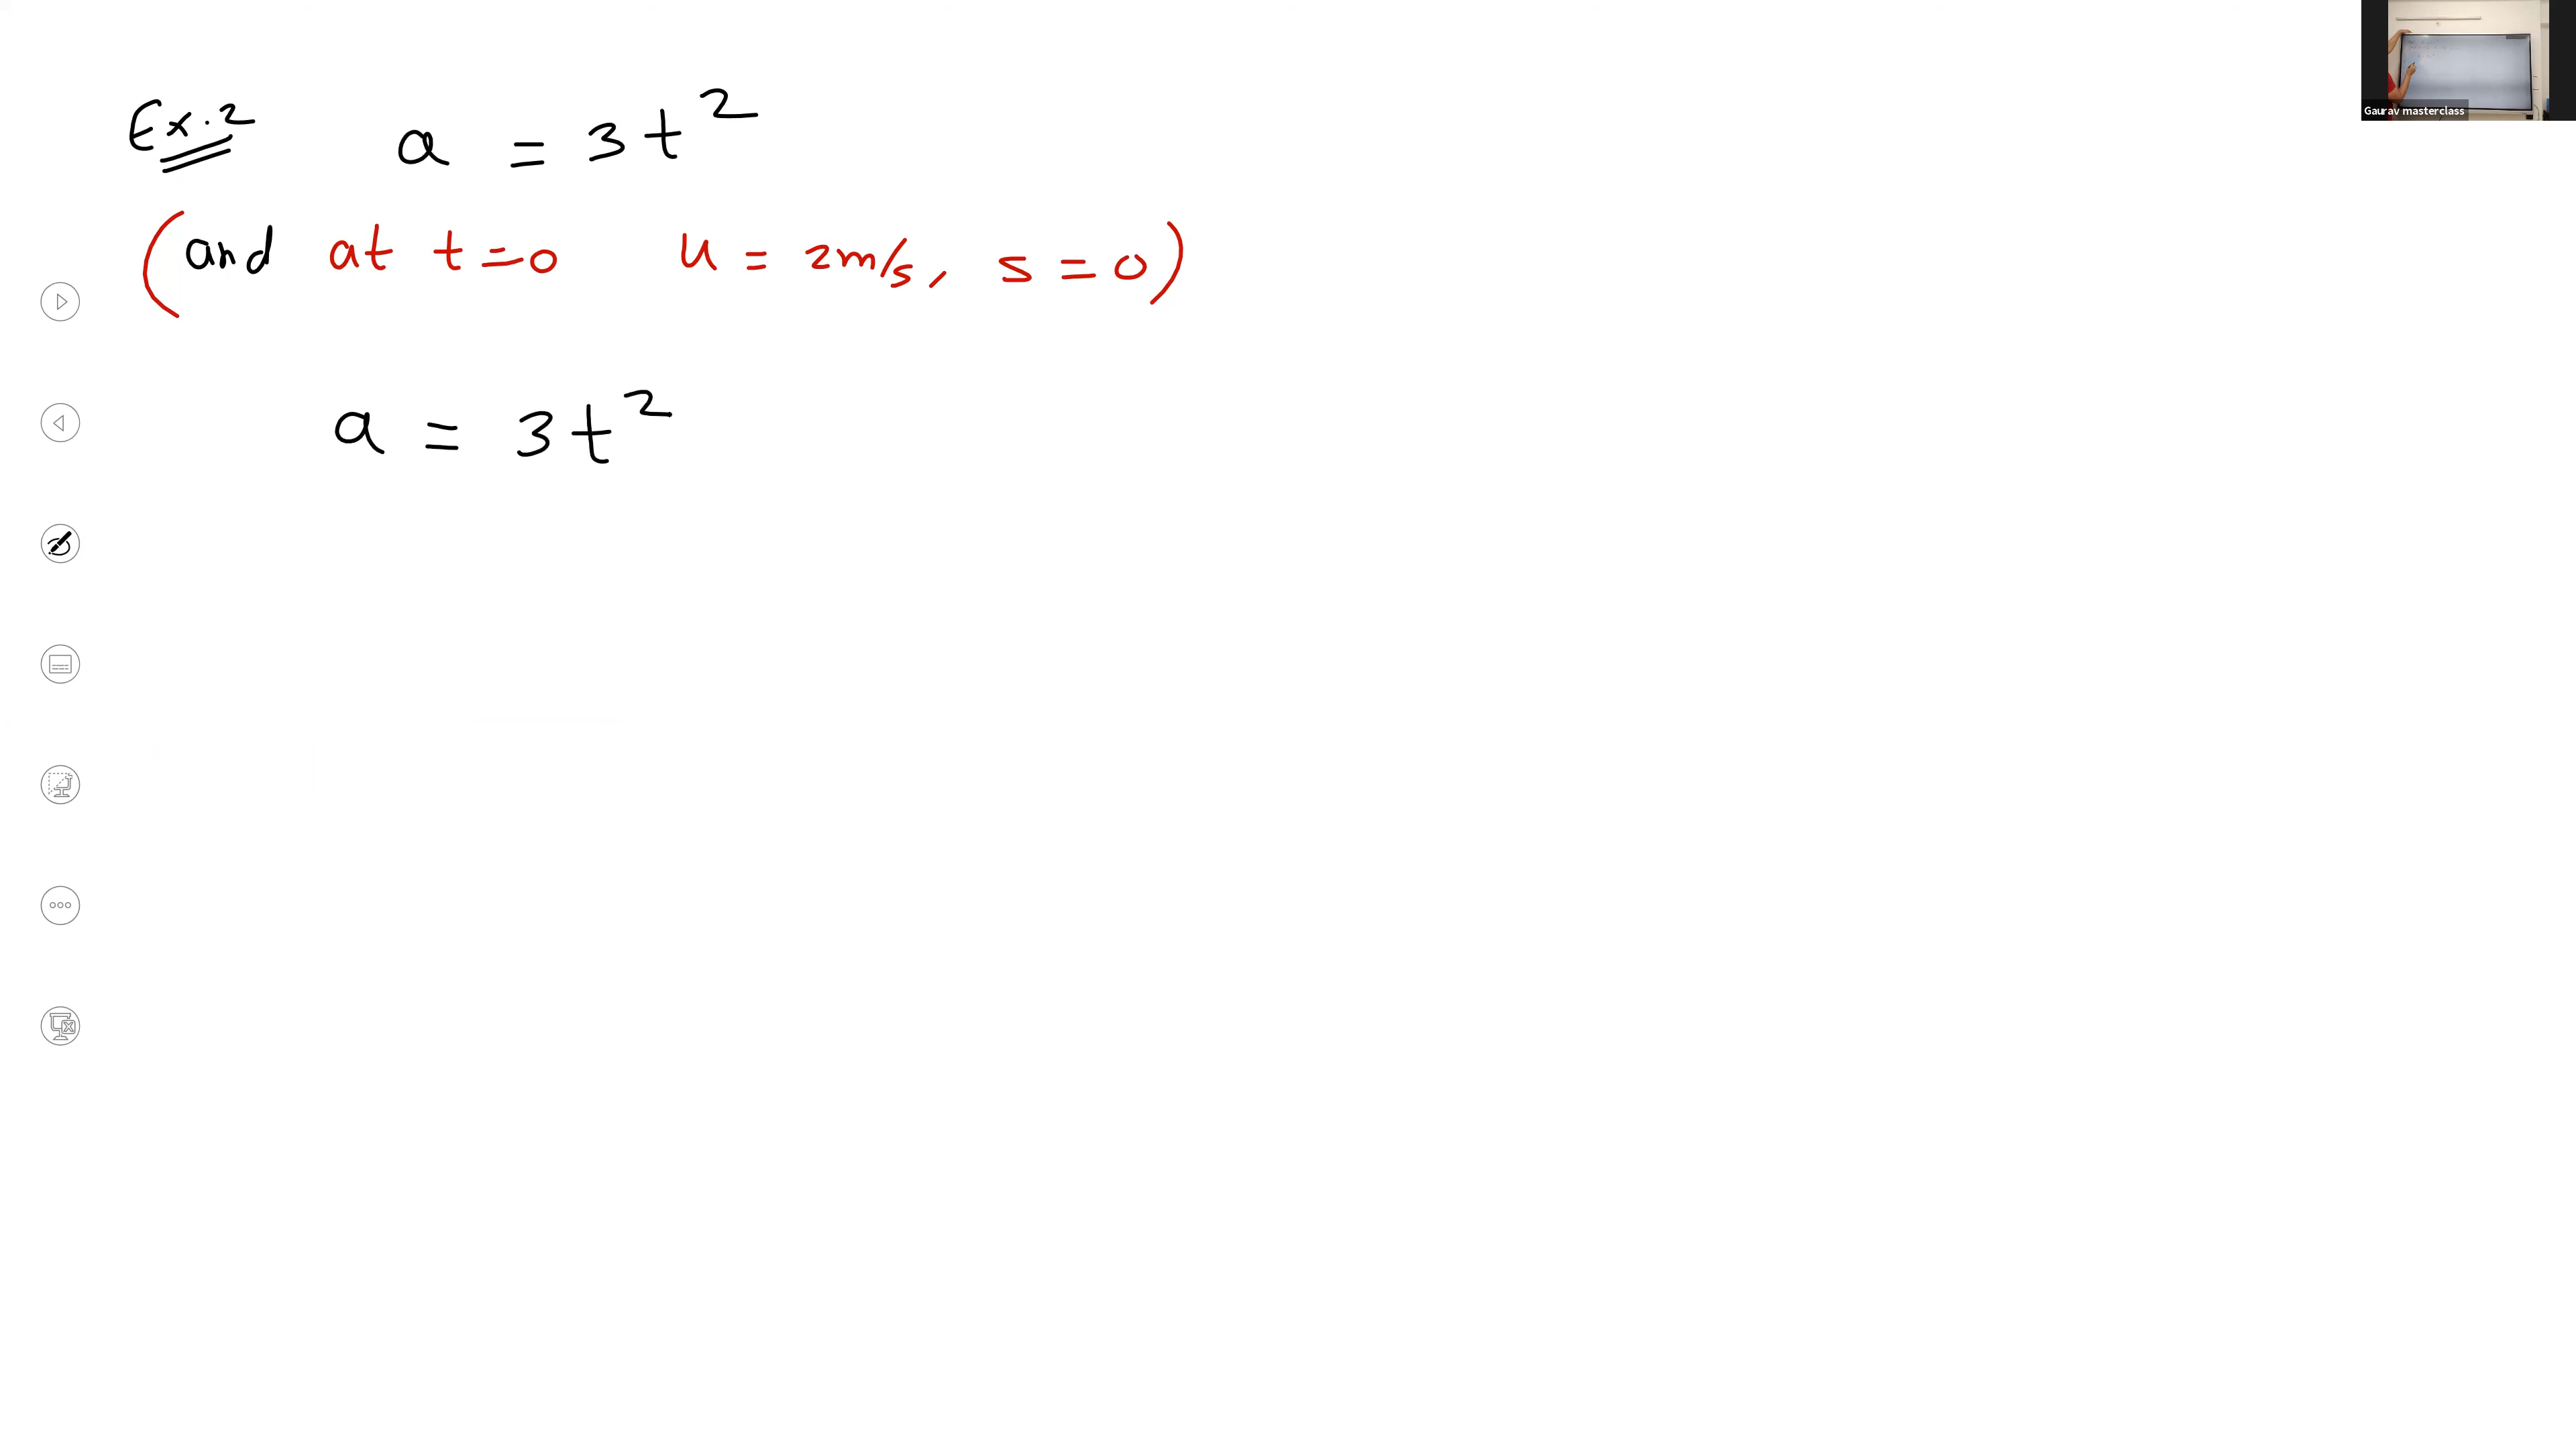 Ex.2 a = 3t²
(and at t=0 u = 2m/s, s = 0)
a = 3t²
Gaurav masterclass